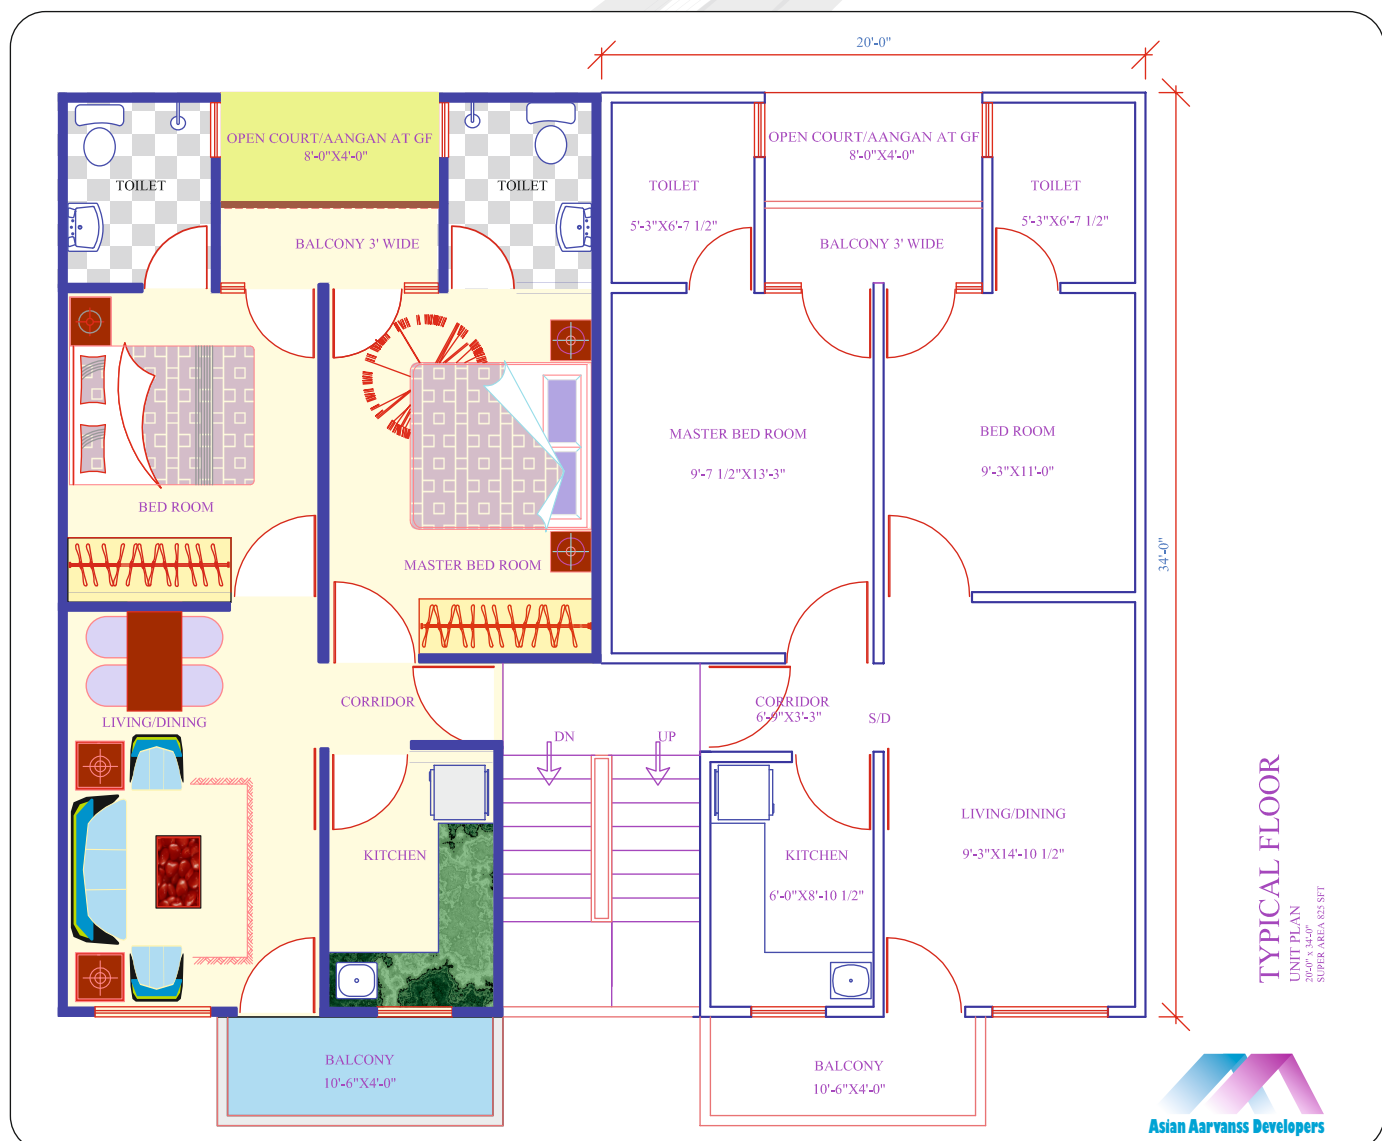 20'-0"
OPEN COURT/AANGAN AT GF
8'-0"X4'-0"
OPEN COURT/AANGAN AT GF
8'-0"X4'-0"
TOILET
TOILET
TOILET
5'-3"X6'-7 1/2"
TOILET
5'-3"X6'-7 1/2"
BALCONY 3' WIDE
BALCONY 3' WIDE
MASTER BED ROOM
9'-7 1/2"X13'-3"
BED ROOM
9'-3"X11'-0"
BED ROOM
MASTER BED ROOM
34'-0"
CORRIDOR
CORRIDOR
6'-9"X3'-3"
S/D
LIVING/DINING
DN
UP
LIVING/DINING
9'-3"X14'-10 1/2"
KITCHEN
KITCHEN
6'-0"X8'-10 1/2"
TYPICAL FLOOR
UNIT PLAN
20'-0" x 34'-0"
SUPER AREA 825 SFT
BALCONY
10'-6"X4'-0"
BALCONY
10'-6"X4'-0"
Asian Aarvanss Developers